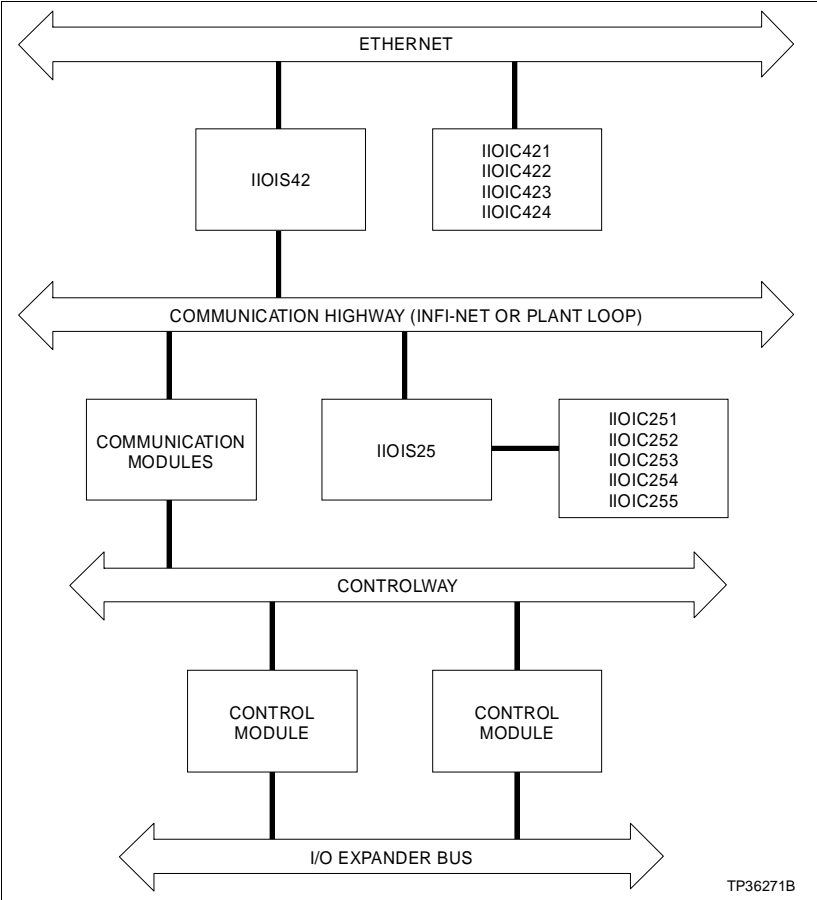 ETHERNET
IIOIS42
IIOIC421
IIOIC422
IIOIC423
IIOIC424
COMMUNICATION HIGHWAY (INFI-NET OR PLANT LOOP)
COMMUNICATION
MODULES
IIOIS25
IIOIC251
IIOIC252
IIOIC253
IIOIC254
IIOIC255
CONTROLWAY
CONTROL
MODULE
CONTROL
MODULE
I/O EXPANDER BUS
TP36271B